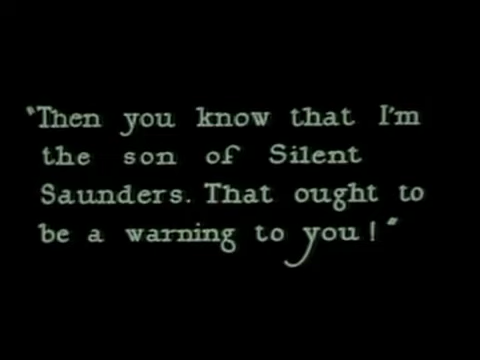 "Then you know that I'm
the son of Silent
Saunders. That ought to
be a warning to you!"